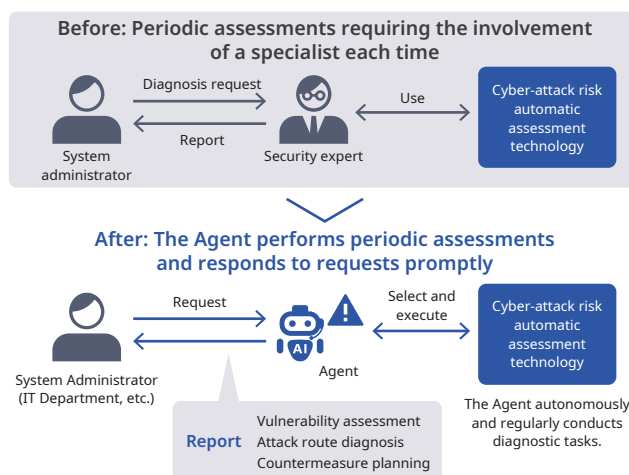 Before: Periodic assessments requiring the involvement
of a specialist each time
Diagnosis request
Report
System
administrator
Security expert
Use
Cyber-attack risk
automatic
assessment
technology
After: The Agent performs periodic assessments
and responds to requests promptly
Request
System Administrator
(IT Department, etc.)
AI
Agent
Select and
execute
Cyber-attack risk
automatic
assessment
technology
The Agent autonomously
and regularly conducts
diagnostic tasks.
Report
Vulnerability assessment
Attack route diagnosis
Countermeasure planning